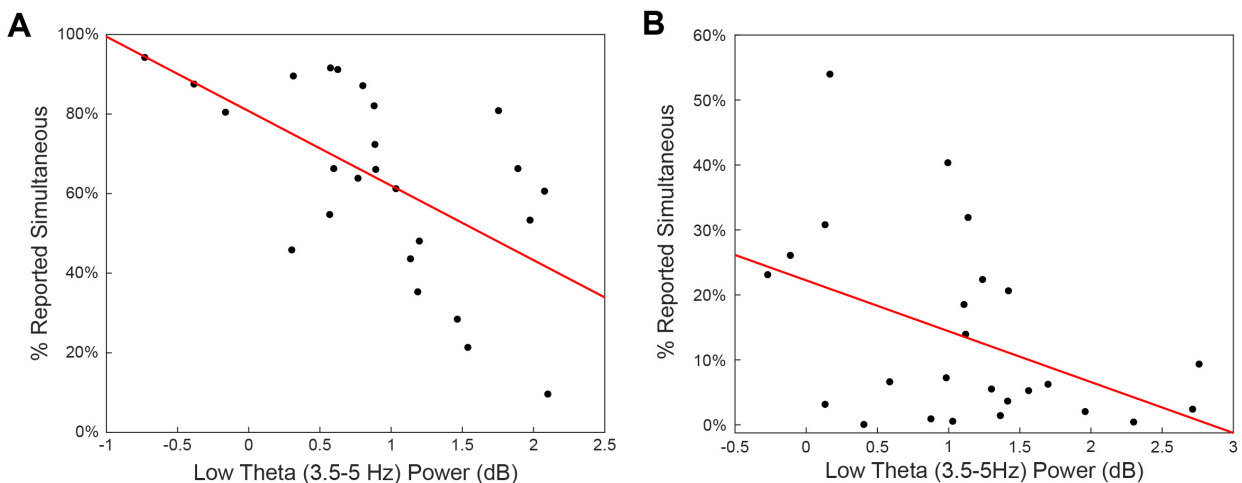 A
100%
80%
60%
40%
20%
0%
% Reported Simultaneous
-1 -0.5 0 0.5 1 1.5 2 2.5
Low Theta (3.5-5 Hz) Power (dB)
B
60%
50%
40%
30%
20%
10%
0%
% Reported Simultaneous
-0.5 0 0.5 1 1.5 2 2.5 3
Low Theta (3.5-5Hz) Power (dB)